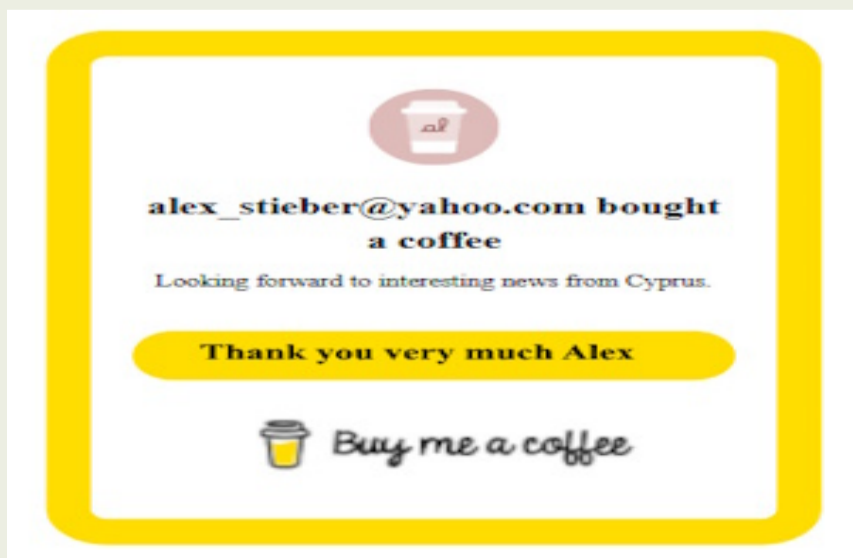 al
alex_stieber@yahoo.com bought
a coffee
Looking forward to interesting news from Cyprus.
Thank you very much Alex
Buy me a coffee